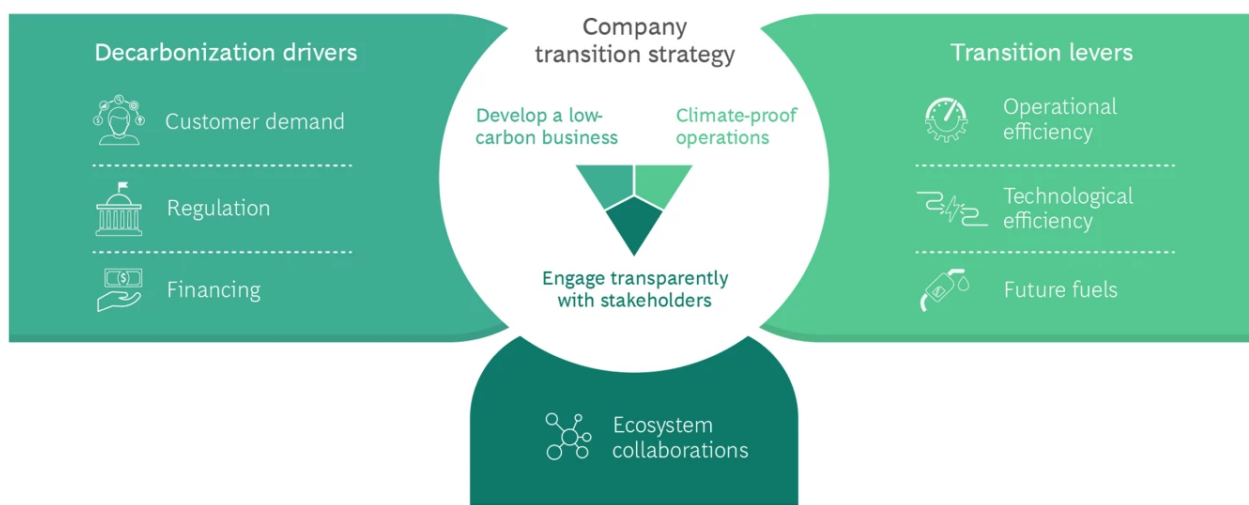 Decarbonization drivers
Customer demand
Regulation
($)
Financing
Company
transition strategy
Develop a low-
carbon business
Climate-proof
operations
Engage transparently
with stakeholders
Transition levers
Operational
efficiency
Technological
efficiency
Future fuels
Ecosystem
collaborations